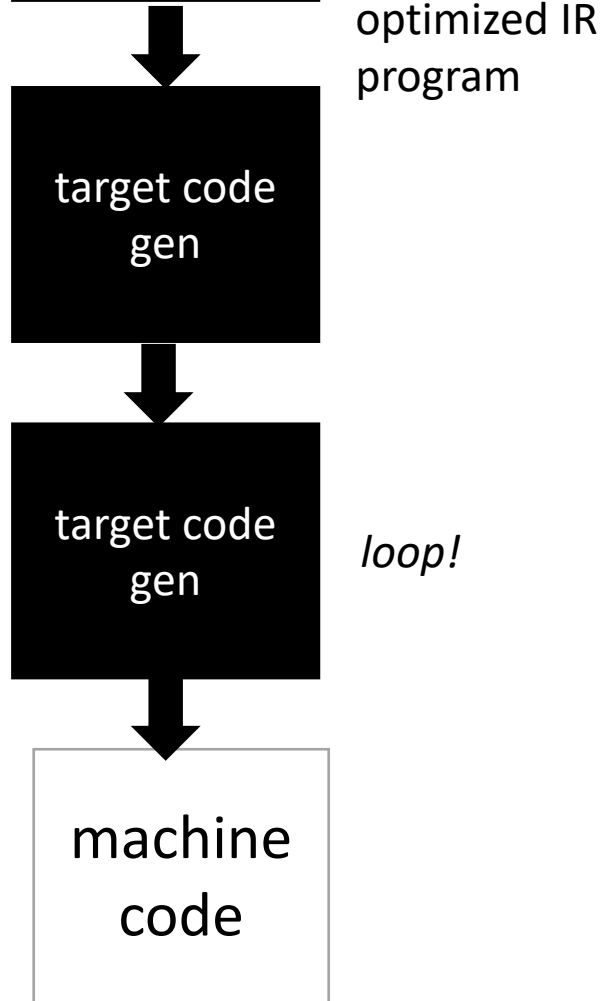 optimized IR
program
target code
gen
target code
gen
loop!
machine
code